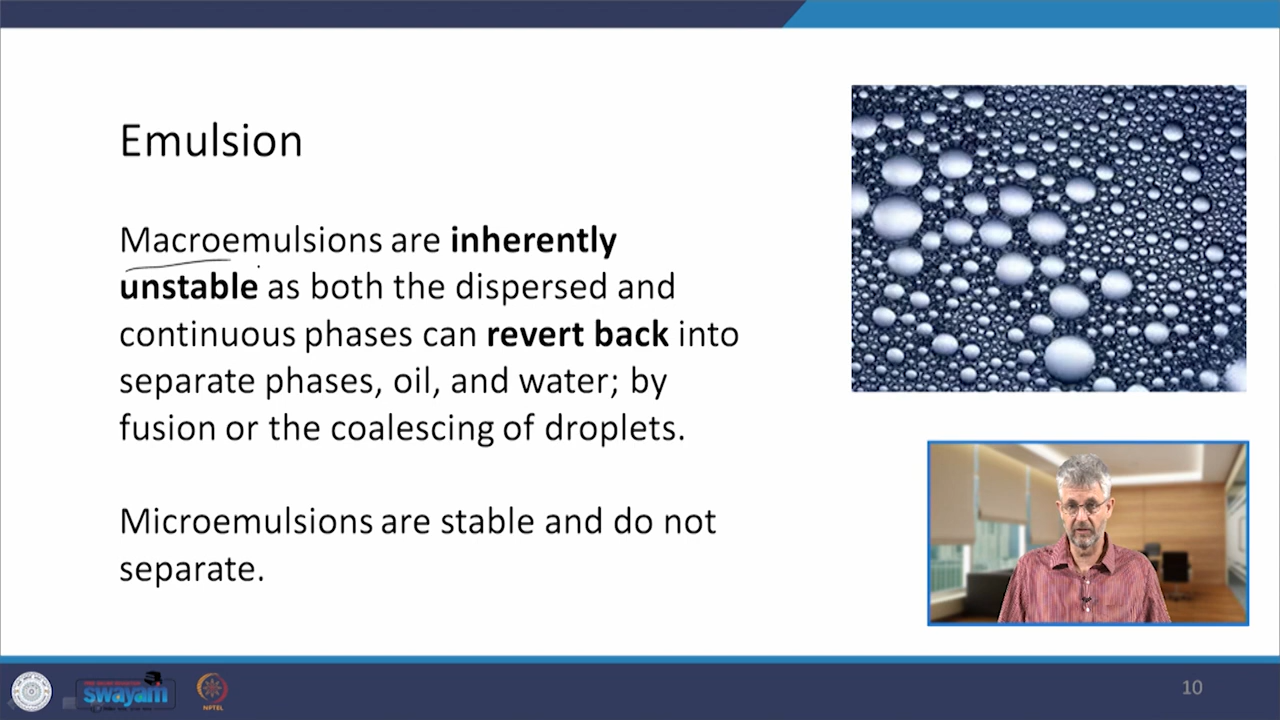 Emulsion
Macroemulsions are inherently
unstable as both the dispersed and
continuous phases can revert back into
separate phases, oil, and water; by
fusion or the coalescing of droplets.
Microemulsions are stable and do not
separate.
swayam
NPTEL
10